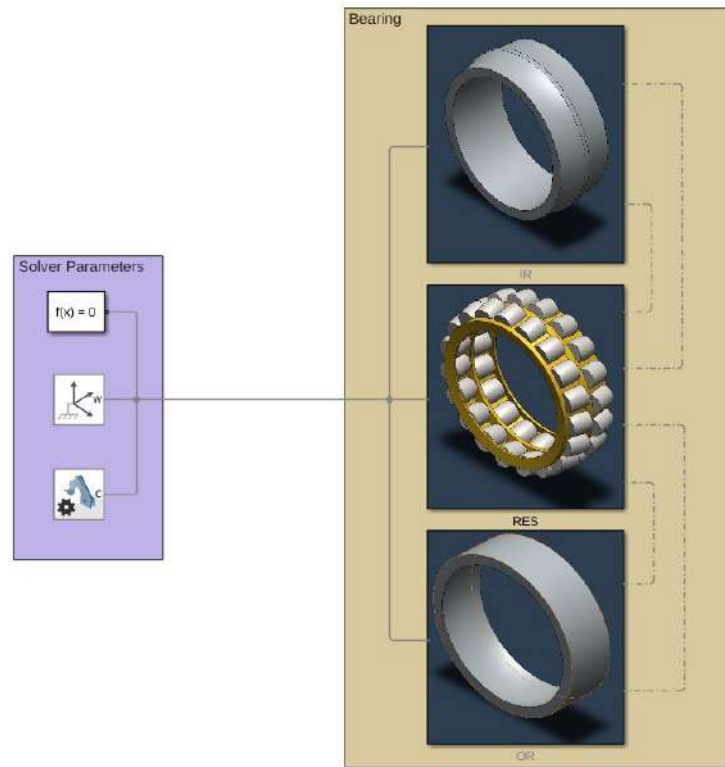 Bearing
IR
Solver Parameters
f(x) = 0
W
C
RES
OR